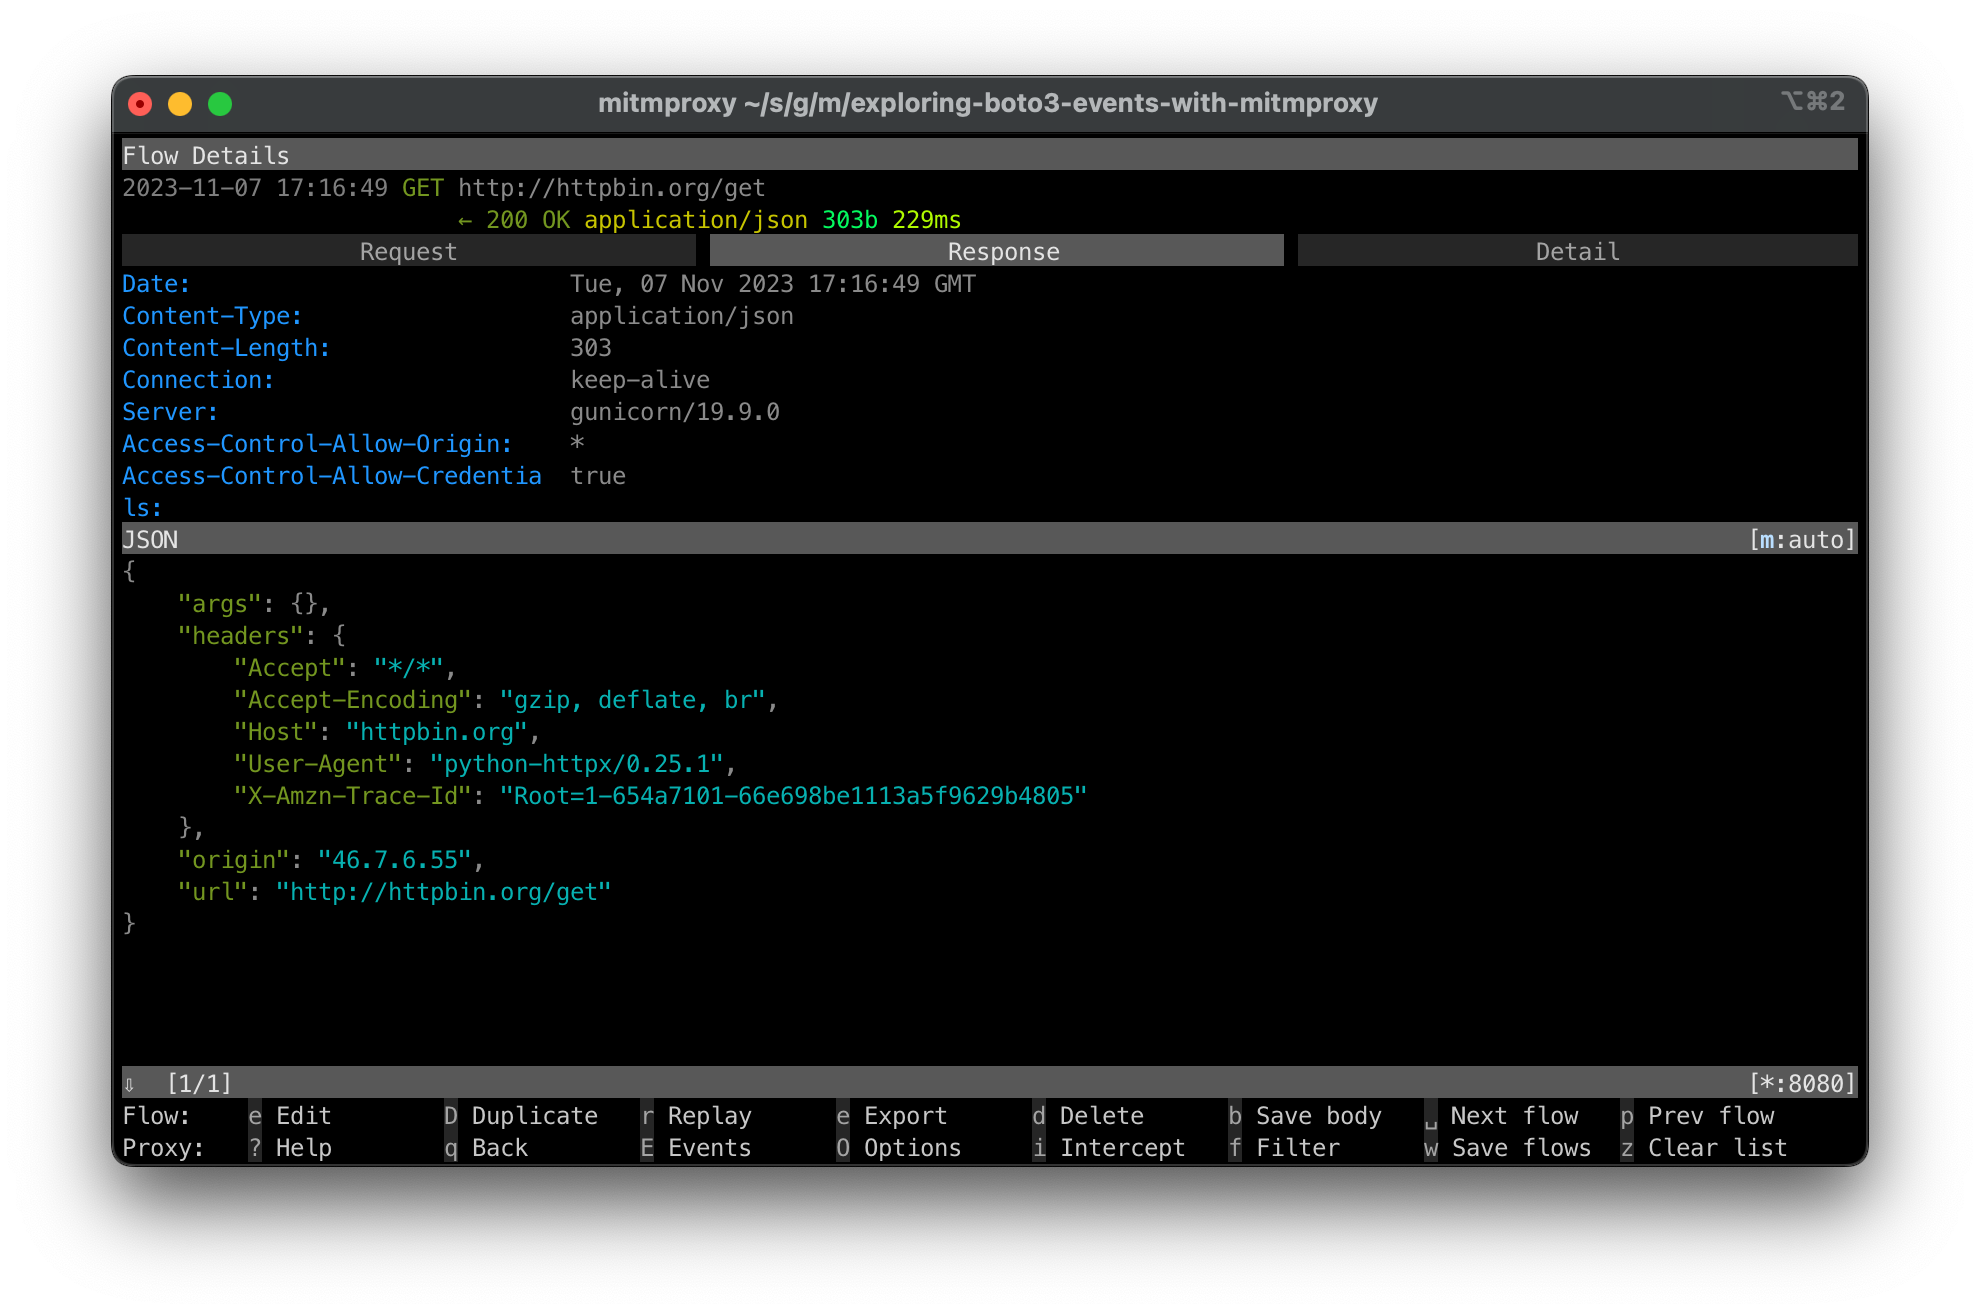 mitmproxy ~/s/g/m/exploring-boto3-events-with-mitmproxy ⌥⌘2
Flow Details
2023-11-07 17:16:49 GET http://httpbin.org/get
← 200 OK application/json 303b 229ms
Request Response Detail
Date: Tue, 07 Nov 2023 17:16:49 GMT
Content-Type: application/json
Content-Length: 303
Connection: keep-alive
Server: gunicorn/19.9.0
Access-Control-Allow-Origin: *
Access-Control-Allow-Credentia true
ls:
JSON [m:auto]
{
    "args": {},
    "headers": {
        "Accept": "*/*",
        "Accept-Encoding": "gzip, deflate, br",
        "Host": "httpbin.org",
        "User-Agent": "python-httpx/0.25.1",
        "X-Amzn-Trace-Id": "Root=1-654a7101-66e698be1113a5f9629b4805"
    },
    "origin": "46.7.6.55",
    "url": "http://httpbin.org/get"
}
⇩ [1/1] [*:8080]
Flow: e Edit D Duplicate r Replay e Export d Delete b Save body ␣ Next flow p Prev flow
Proxy: ? Help q Back E Events O Options i Intercept f Filter w Save flows z Clear list